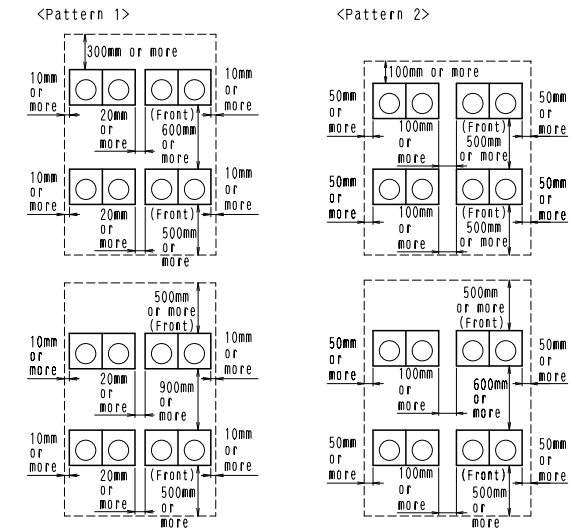 <Pattern 1>
300mm or more
10mm
or
more
10mm
or
more
20mm
or
more
(Front)
600mm
or
more
10mm
or
more
10mm
or
more
20mm
or
more
(Front)
500mm
or
more
500mm
or more
(Front)
10mm
or
more
10mm
or
more
20mm
or
more
900mm
or
more
10mm
or
more
10mm
or
more
20mm
or
more
(Front)
500mm
or
more
<Pattern 2>
100mm or more
50mm
or
more
50mm
or
more
100mm
or
more
(Front)
500mm
or more
50mm
or
more
50mm
or
more
100mm
or
more
(Front)
500mm
or more
500mm
or more
(Front)
50mm
or
more
50mm
or
more
100mm
or
more
600mm
or
more
50mm
or
more
50mm
or
more
100mm
or
more
(Front)
500mm
or
more